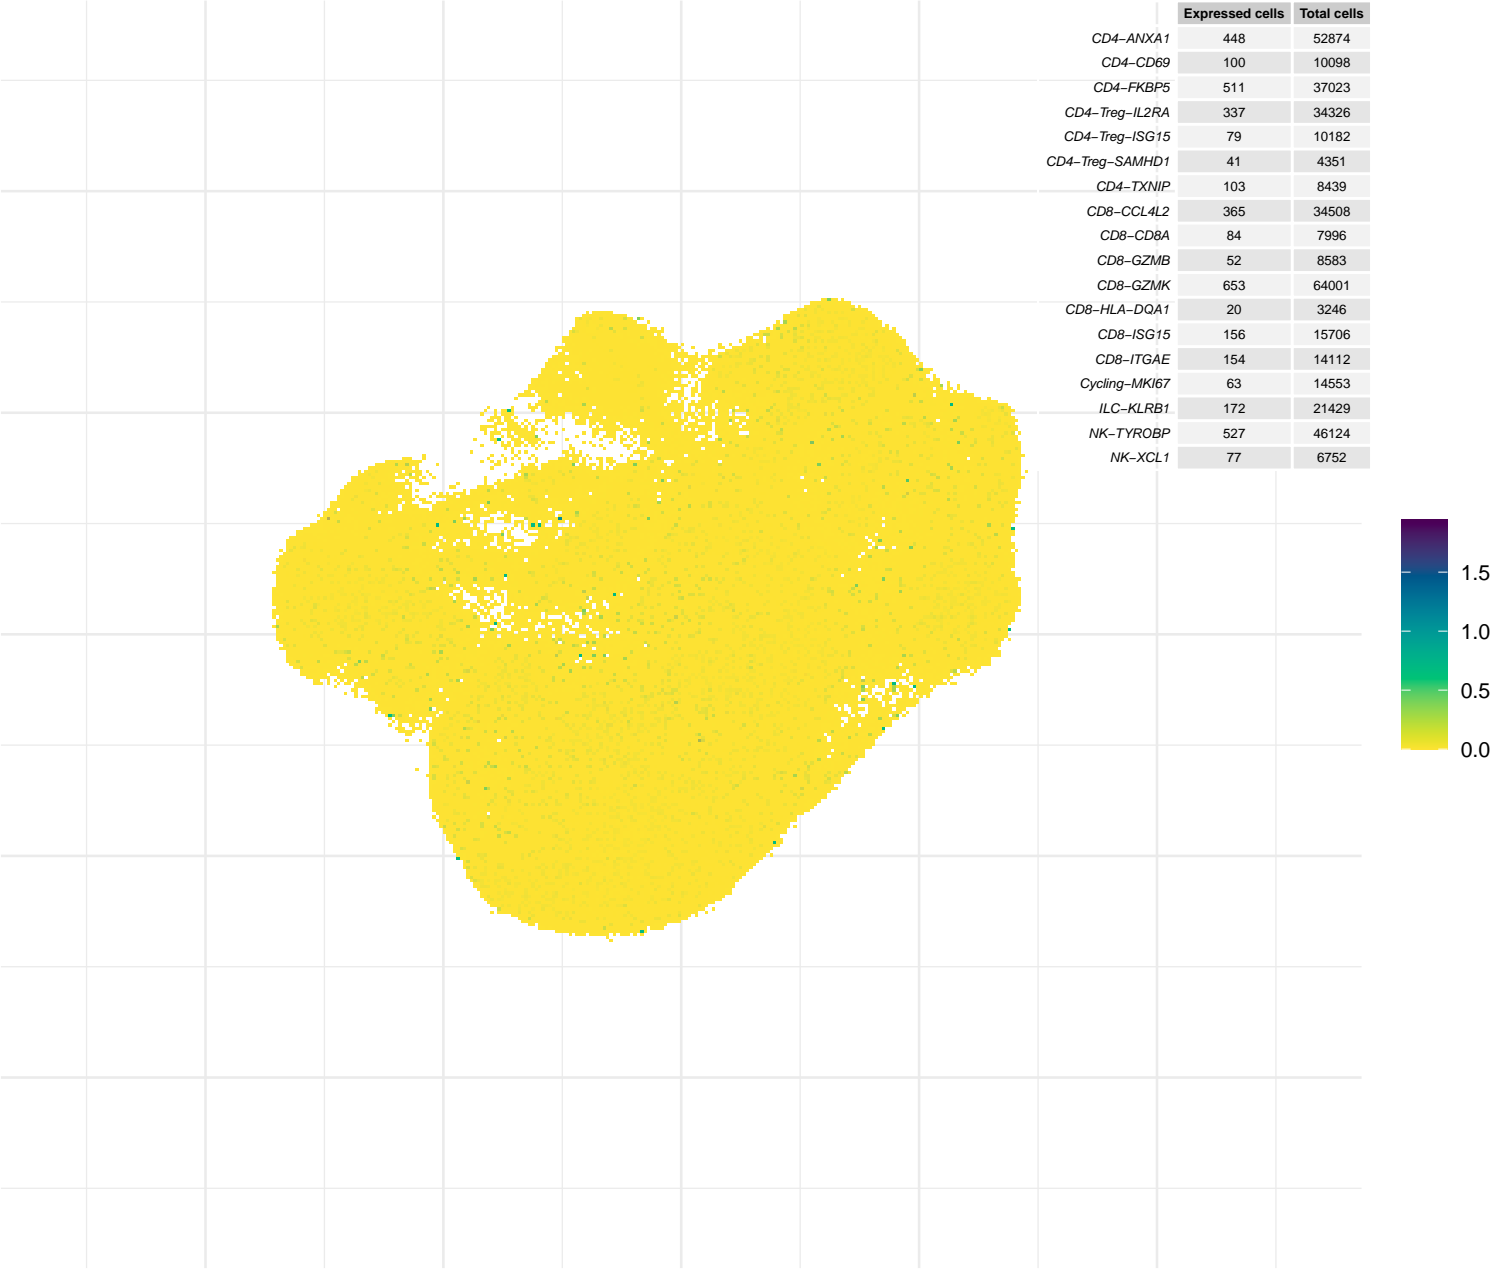 Expressed cells Total cells
CD4−ANXA1 448 52874
CD4−CD69 100 10098
CD4−FKBP5 511 37023
CD4−Treg−IL2RA 337 34326
CD4−Treg−ISG15 79 10182
CD4−Treg−SAMHD1 41 4351
CD4−TXNIP 103 8439
CD8−CCL4L2 365 34508
CD8−CD8A 84 7996
CD8−GZMB 52 8583
CD8−GZMK 653 64001
CD8−HLA−DQA1 20 3246
CD8−ISG15 156 15706
CD8−ITGAE 154 14112
Cycling−MKI67 63 14553
ILC−KLRB1 172 21429
NK−TYROBP 527 46124
NK−XCL1 77 6752
1.5
1.0
0.5
0.0